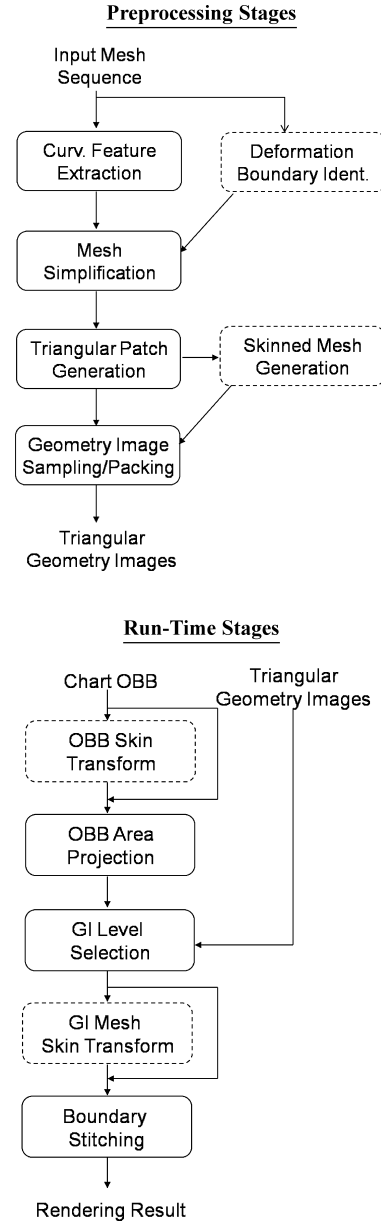 Preprocessing Stages
Input Mesh
Sequence
Curv. Feature
Extraction
Deformation
Boundary Ident.
Mesh
Simplification
Triangular Patch
Generation
Skinned Mesh
Generation
Geometry Image
Sampling/Packing
Triangular
Geometry Images
Run-Time Stages
Chart OBB
Triangular
Geometry Images
OBB Skin
Transform
OBB Area
Projection
GI Level
Selection
GI Mesh
Skin Transform
Boundary
Stitching
Rendering Result